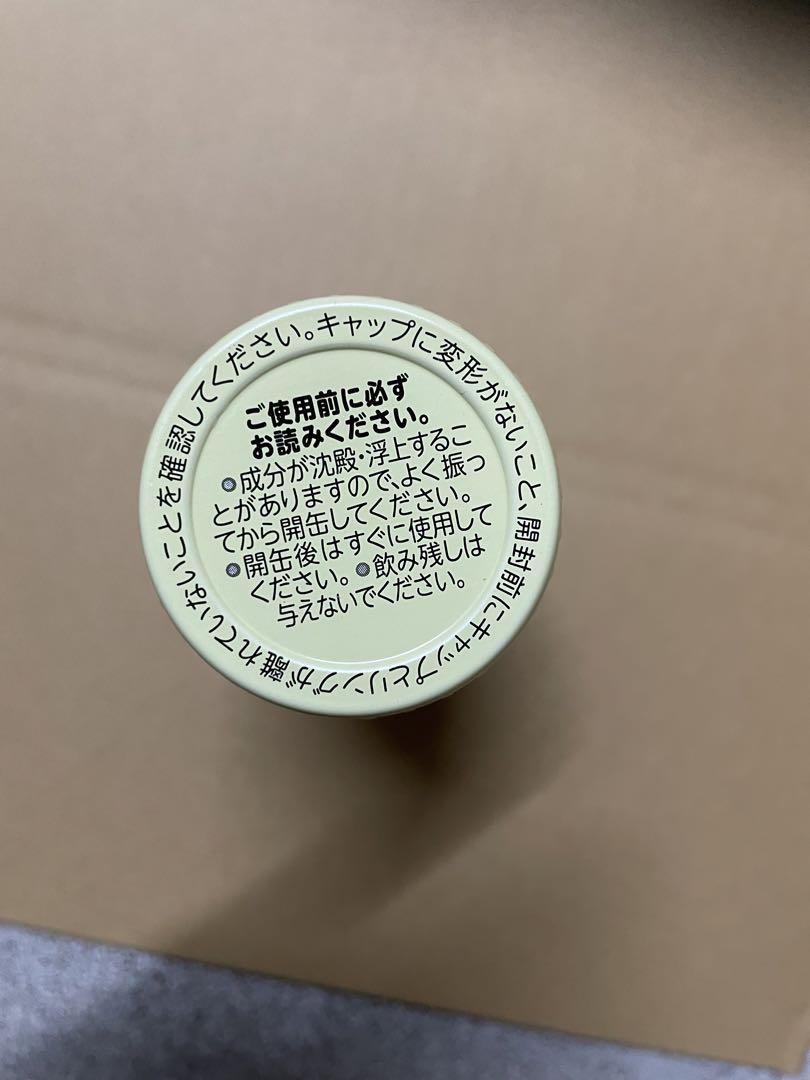 キャップに変形がないこと、開封前にキャップとリングが離れていないことを確認してください。
ご使用前に必ず
お読みください。
●成分が沈殿・浮上するこ
とがありますので、よく振っ
てから開缶してください。
●開缶後はすぐに使用して
ください。●飲み残しは
与えないでください。